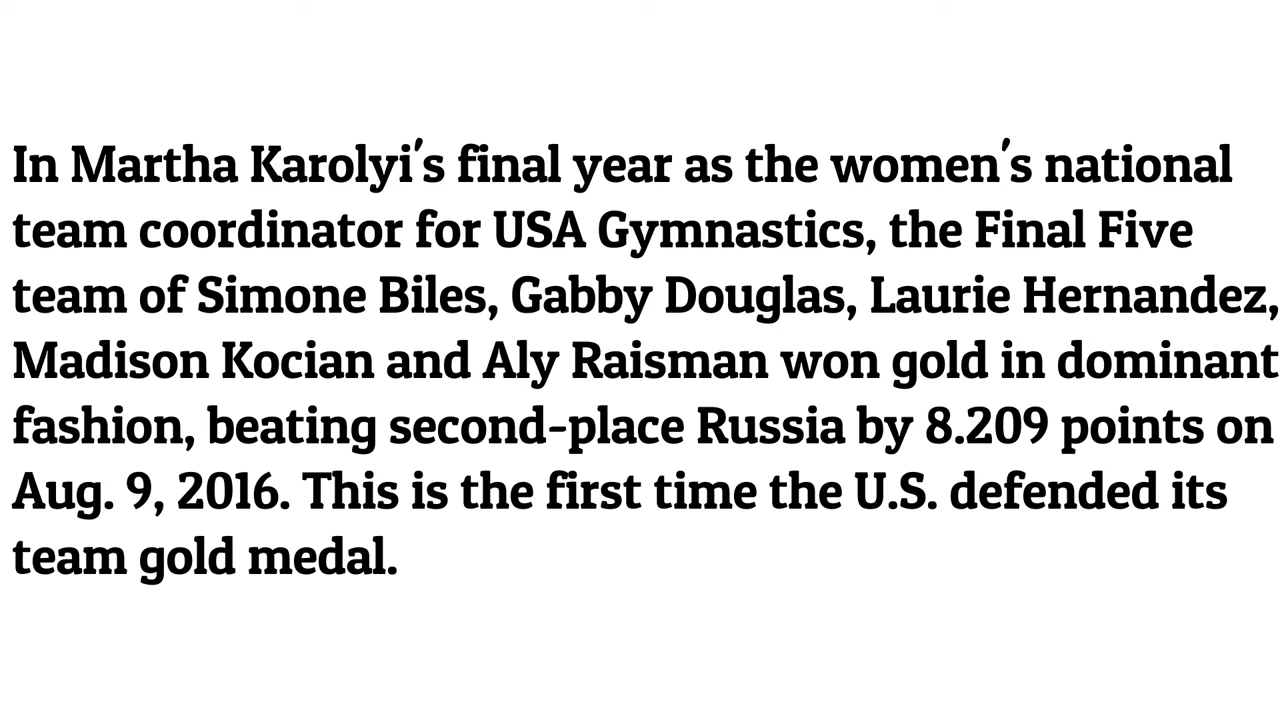 In Martha Karolyi's final year as the women's national
team coordinator for USA Gymnastics, the Final Five
team of Simone Biles, Gabby Douglas, Laurie Hernandez,
Madison Kocian and Aly Raisman won gold in dominant
fashion, beating second-place Russia by 8.209 points on
Aug. 9, 2016. This is the first time the U.S. defended its
team gold medal.